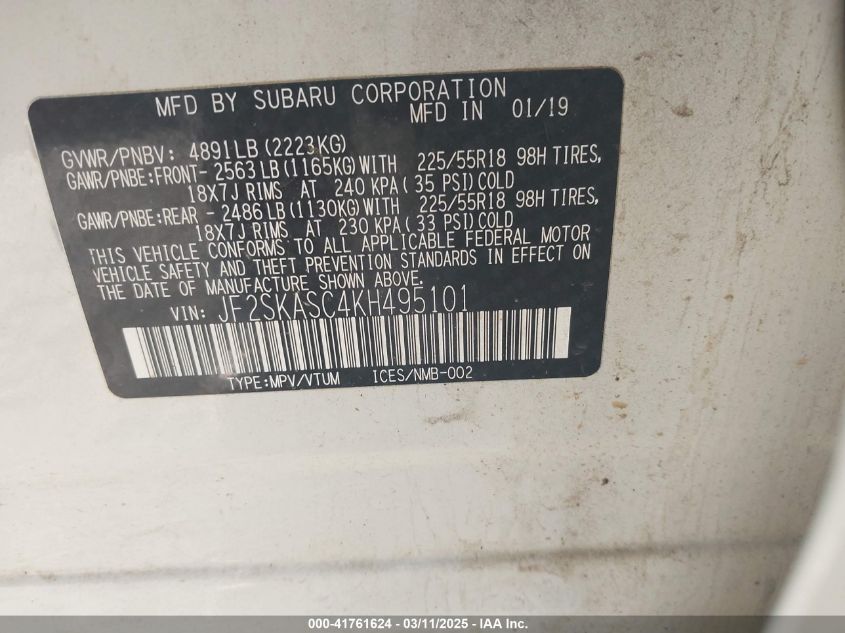 MFD BY SUBARU CORPORATION
MFD IN 01/19
GVWR/PNBV: 4891LB(2223KG)
GAWR/PNBE:FRONT- 2563LB(1165KG)WITH 225/55R18 98H TIRES,
18X7J RIMS AT 240 KPA( 35 PSI)COLD
GAWR/PNBE:REAR - 2486LB(1130KG)WITH 225/55R18 98H TIRES,
18X7J RIMS AT 230 KPA( 33 PSI)COLD
THIS VEHICLE CONFORMS TO ALL APPLICABLE FEDERAL MOTOR
VEHICLE SAFETY AND THEFT PREVENTION STANDARDS IN EFFECT ON
THE DATE OF MANUFACTURE SHOWN ABOVE.
VIN: JF2SKASC4KH495101
TYPE:MPV/VTUM ICES/NMB-002
000-41761624 - 03/11/2025 - IAA Inc.